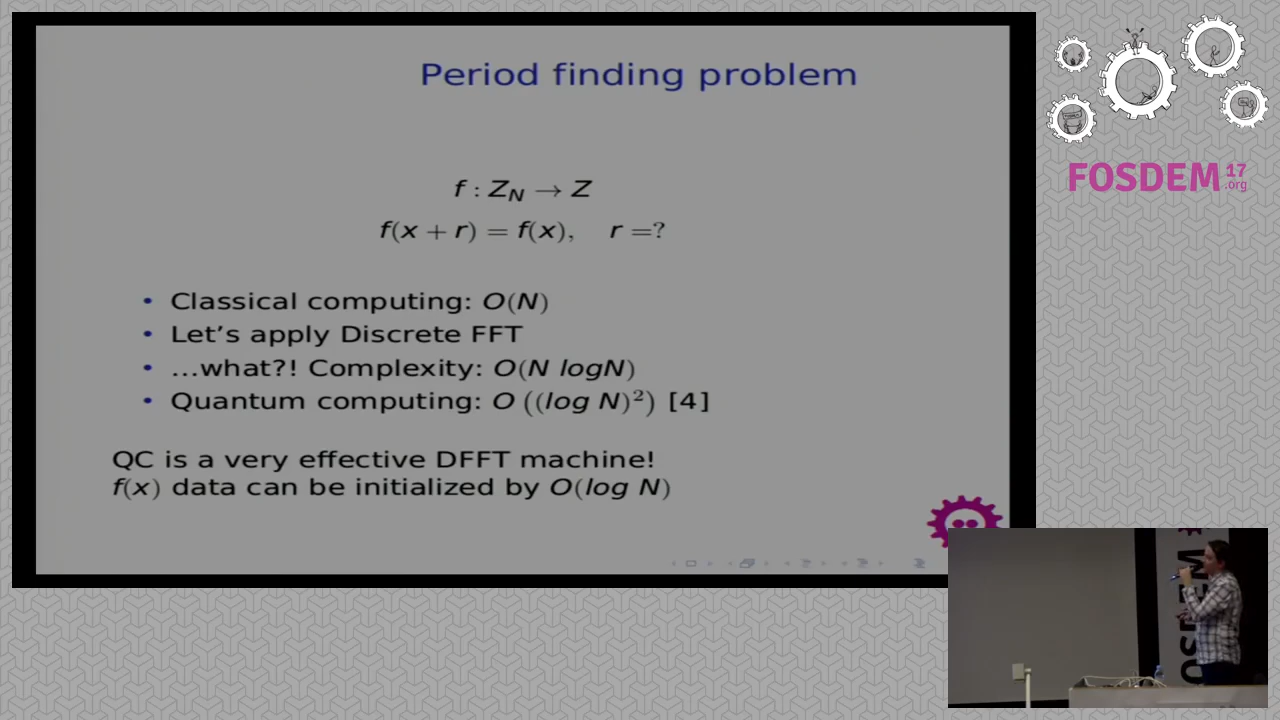 Period finding problem
f : Z_N → Z
f(x + r) = f(x), r =?
• Classical computing: O(N)
• Let's apply Discrete FFT
• ...what?! Complexity: O(N logN)
• Quantum computing: O ((log N)²) [4]
QC is a very effective DFFT machine!
f(x) data can be initialized by O(log N)
FOSDEM 17
.org
FOSDEM